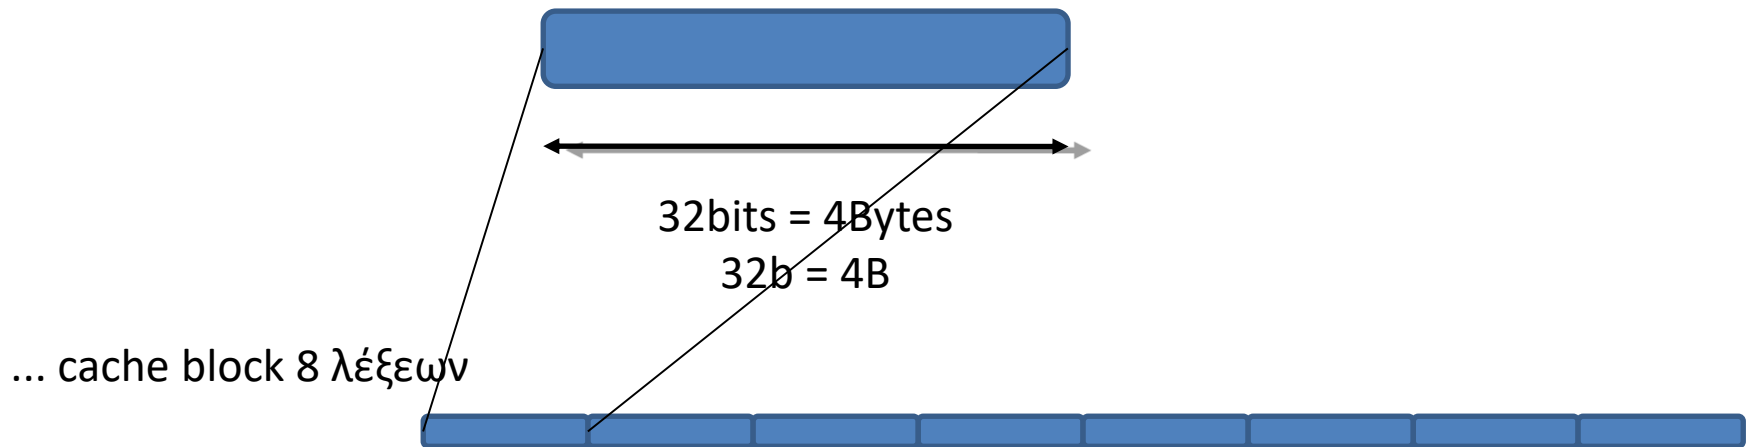 32bits = 4Bytes
32b = 4B
... cache block 8 λέξεων